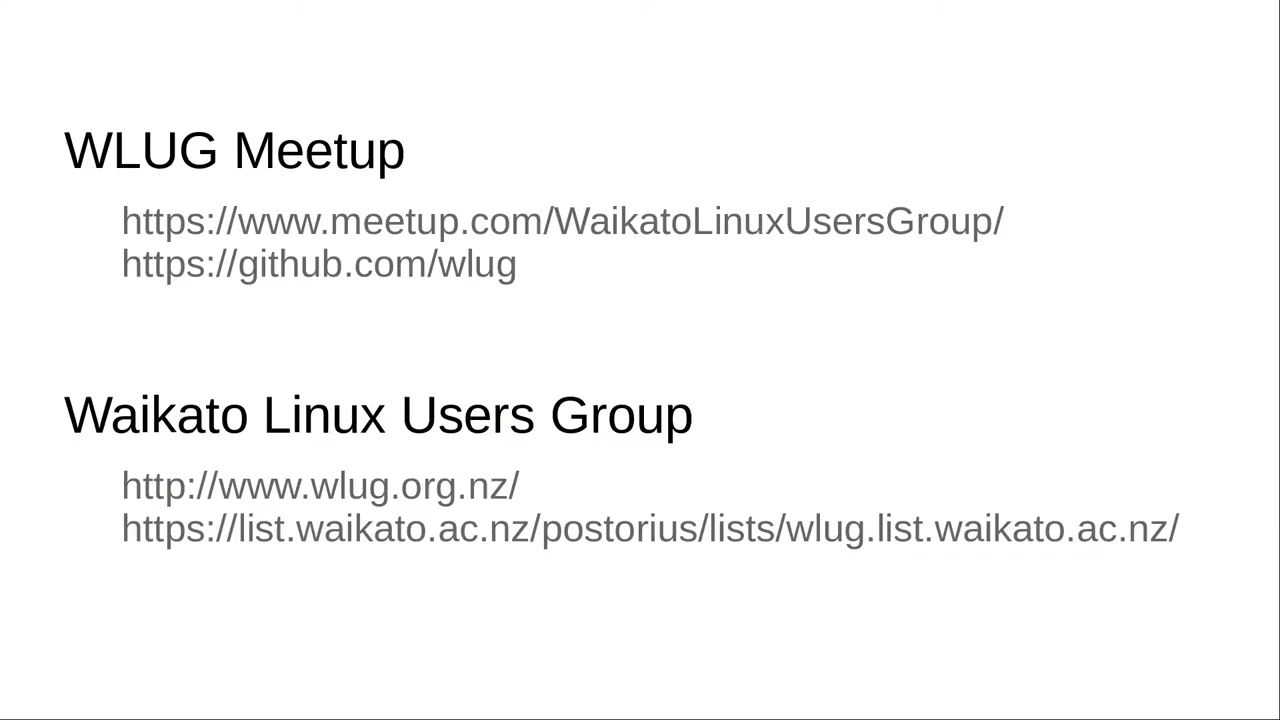 WLUG Meetup
https://www.meetup.com/WaikatoLinuxUsersGroup/
https://github.com/wlug
Waikato Linux Users Group
http://www.wlug.org.nz/
https://list.waikato.ac.nz/postorius/lists/wlug.list.waikato.ac.nz/